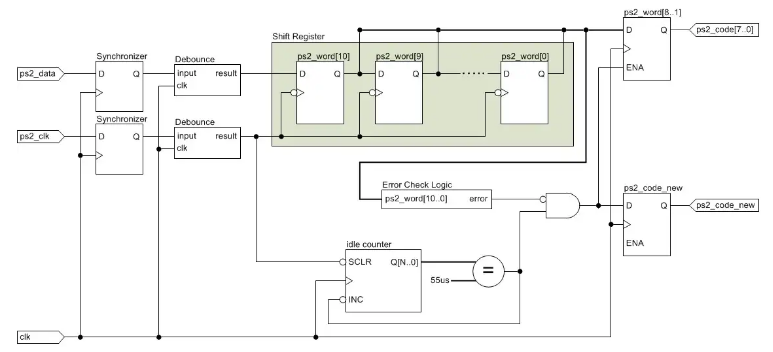 ps2_word[8..1]
D Q
ps2_code[7..0]
ENA
Shift Register
Synchronizer
Debounce
ps2_word[10]
ps2_word[9]
ps2_word[0]
ps2_data
D Q
input result
clk
D Q
D Q
D Q
Synchronizer
Debounce
ps2_clk
D Q
input result
clk
Error Check Logic
ps2_word[10..0] error
ps2_code_new
D Q
ps2_code_new
ENA
idle counter
SCLR Q[N..0]
=
55us
INC
clk